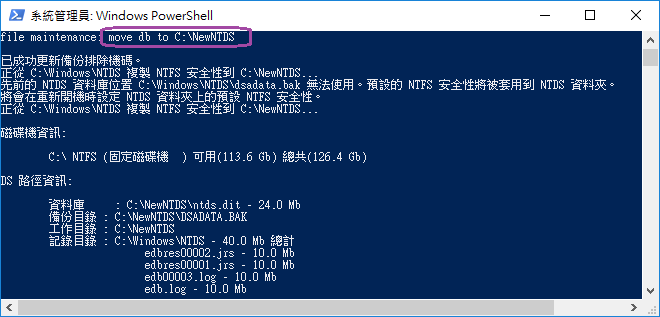 系統管理員: Windows PowerShell
file maintenance: move db to C:\NewNTDS
已成功更新備份排除機碼。
正從 C:\Windows\NTDS 複製 NTFS 安全性到 C:\NewNTDS...
先前的 NTDS 資料庫位置 C:\Windows\NTDS\dsadata.bak 無法使用。預設的 NTFS 安全性將被套用到 NTDS 資料夾。
將會在重新開機時設定 NTDS 資料夾上的預設 NTFS 安全性。
正從 C:\Windows\NTDS 複製 NTFS 安全性到 C:\NewNTDS...
磁碟機資訊:
C:\ NTFS (固定磁碟機 ) 可用(113.6 Gb) 總共(126.4 Gb)
DS 路徑資訊:
資料庫 : C:\NewNTDS\ntds.dit - 24.0 Mb
備份目錄 : C:\NewNTDS\DSADATA.BAK
工作目錄 : C:\NewNTDS
記錄目錄 : C:\Windows\NTDS - 40.0 Mb 總計
edbres00002.jrs - 10.0 Mb
edbres00001.jrs - 10.0 Mb
edb00003.log - 10.0 Mb
edb.log - 10.0 Mb